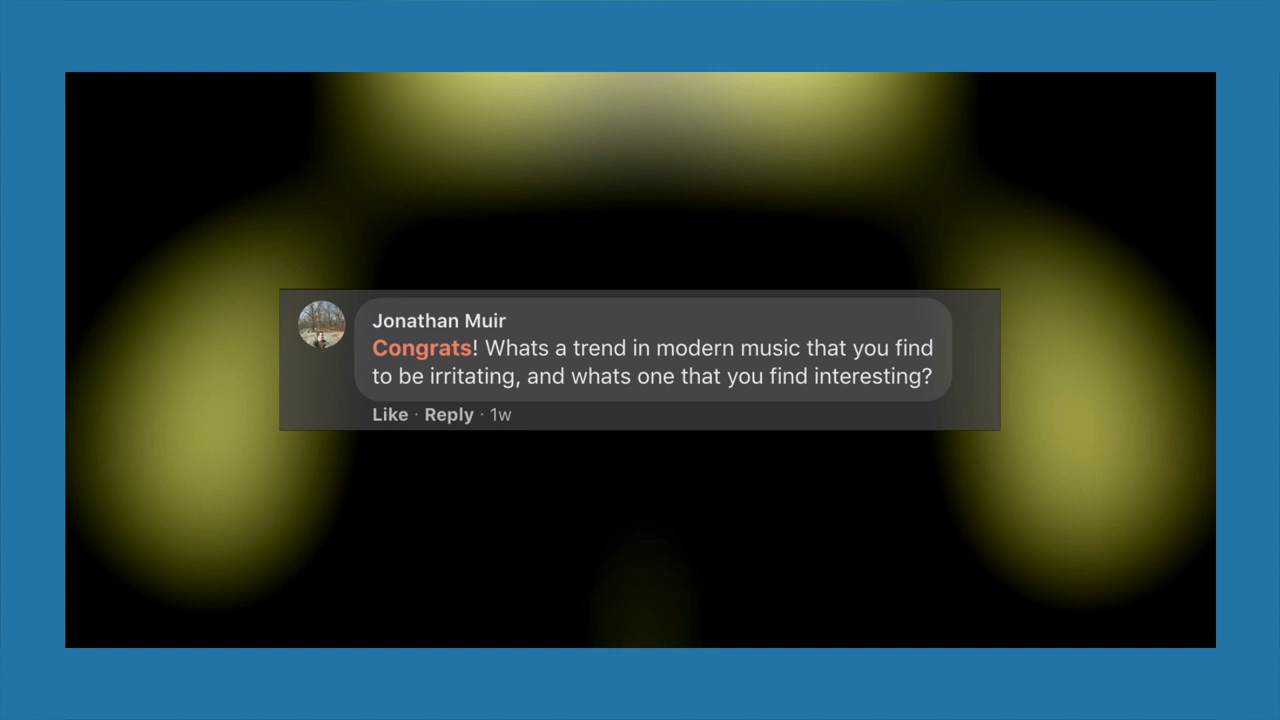 Jonathan Muir
Congrats! Whats a trend in modern music that you find
to be irritating, and whats one that you find interesting?
Like · Reply · 1w